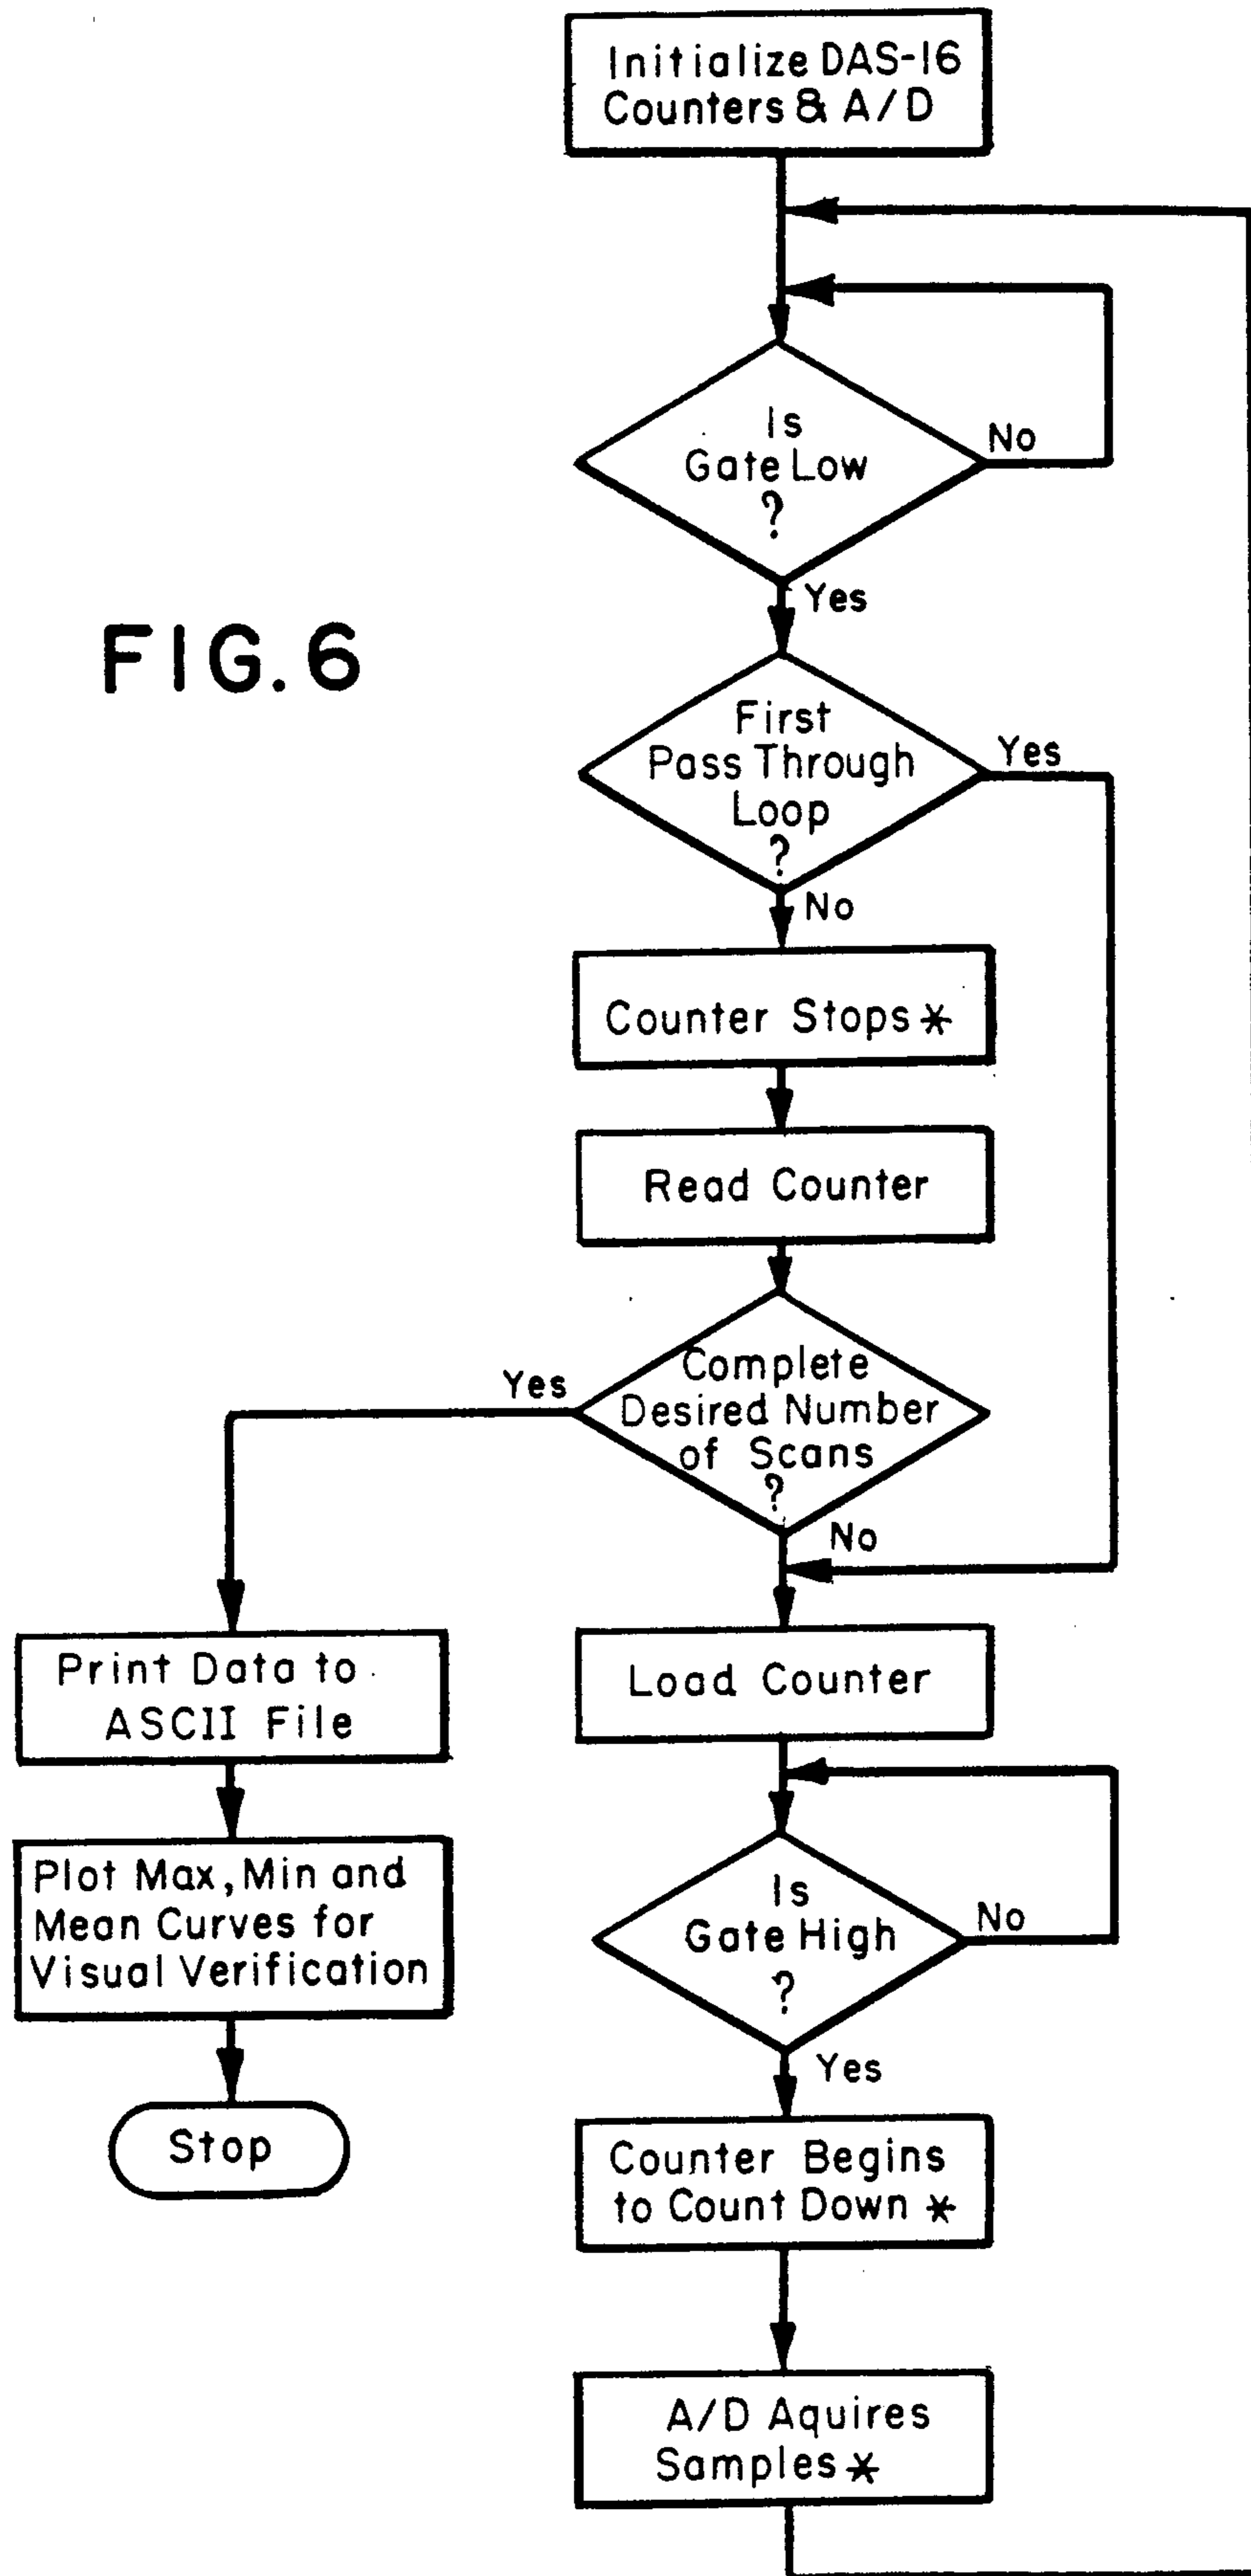 Initialize DAS-16
Counters & A/D
Is
Gate Low
?
No
Yes
FIG. 6
First
Pass Through
Loop
?
Yes
No
Counter Stops *
Read Counter
Complete
Desired Number
of Scans
?
Yes
No
Print Data to
ASCII File
Load Counter
Plot Max, Min and
Mean Curves for
Visual Verification
Is
Gate High
?
No
Yes
Stop
Counter Begins
to Count Down *
A/D Aquires
Samples *